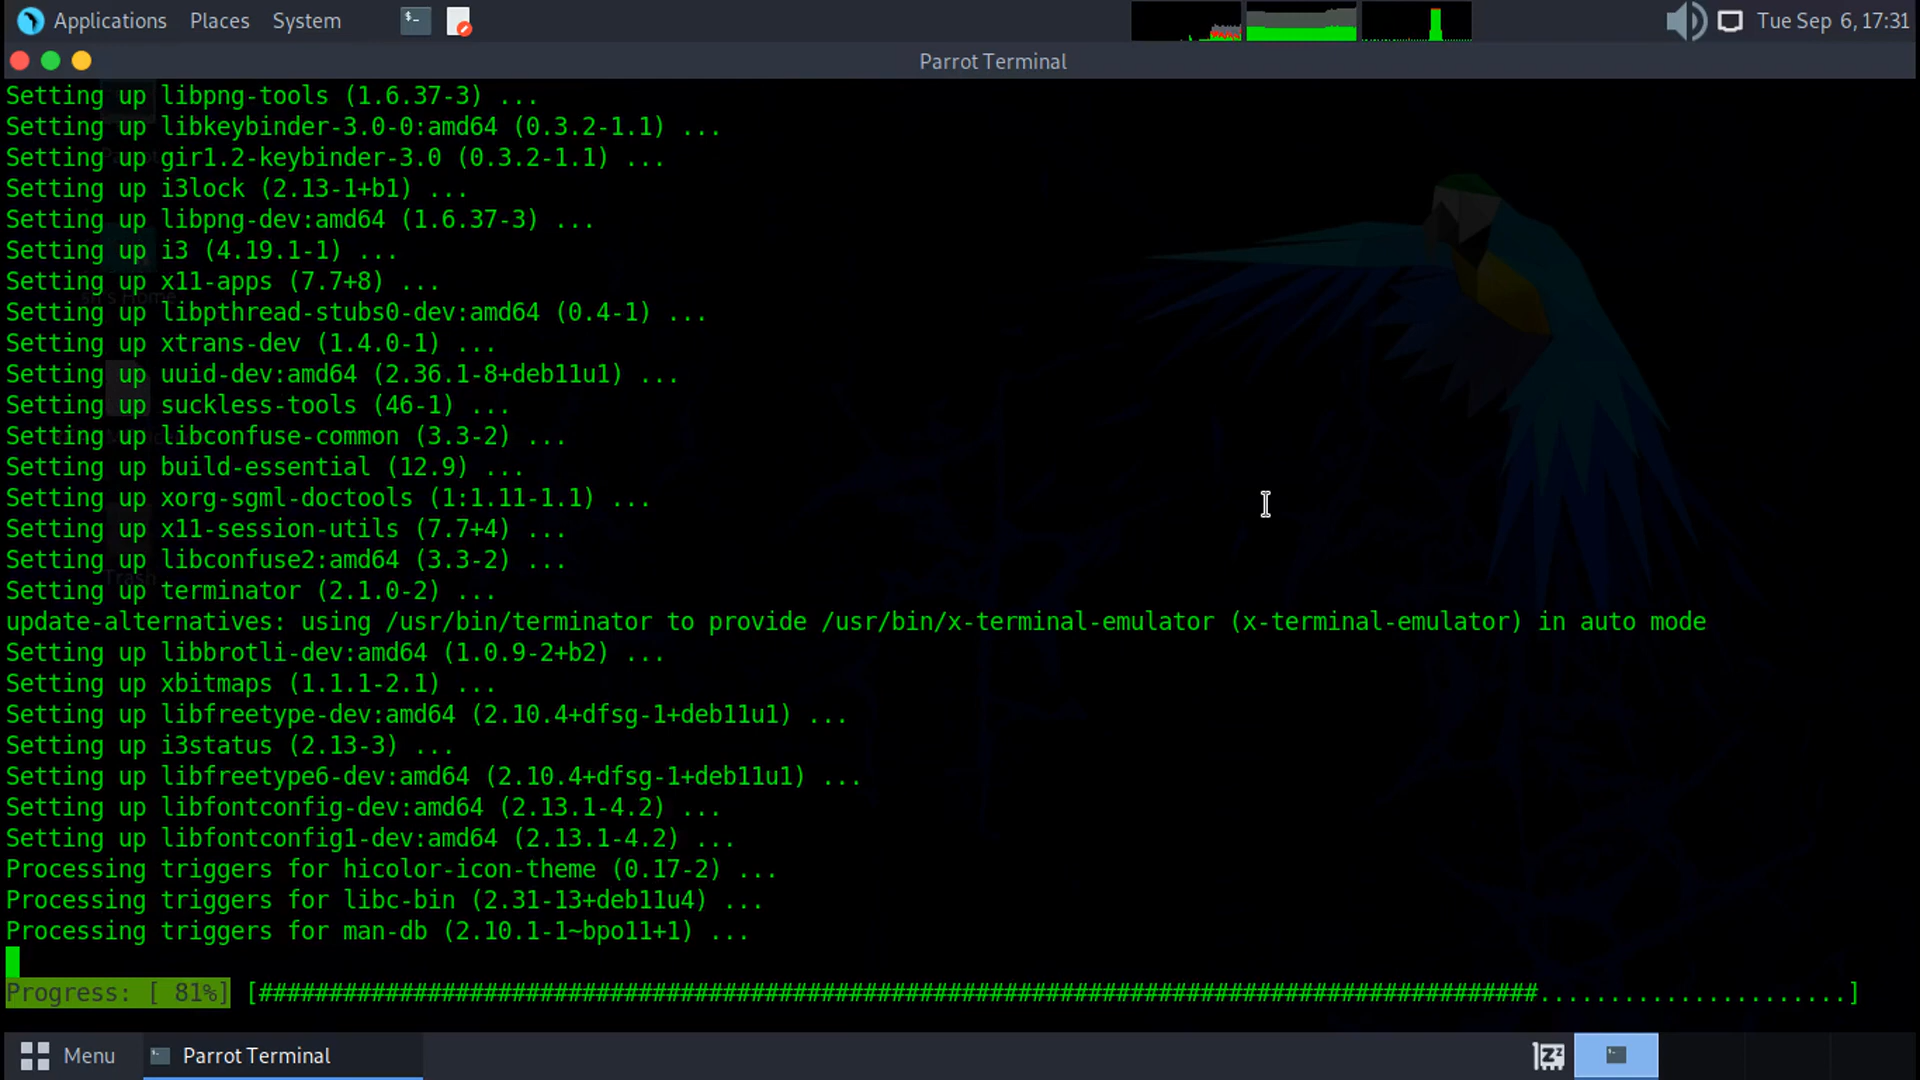 Applications Places System
Tue Sep 6, 17:31
Parrot Terminal
Setting up libpng-tools (1.6.37-3) ...
Setting up libkeybinder-3.0-0:amd64 (0.3.2-1.1) ...
Setting up gir1.2-keybinder-3.0 (0.3.2-1.1) ...
Setting up i3lock (2.13-1+b1) ...
Setting up libpng-dev:amd64 (1.6.37-3) ...
Setting up i3 (4.19.1-1) ...
Setting up x11-apps (7.7+8) ...
Setting up libpthread-stubs0-dev:amd64 (0.4-1) ...
Setting up xtrans-dev (1.4.0-1) ...
Setting up uuid-dev:amd64 (2.36.1-8+deb11u1) ...
Setting up suckless-tools (46-1) ...
Setting up libconfuse-common (3.3-2) ...
Setting up build-essential (12.9) ...
Setting up xorg-sgml-doctools (1:1.11-1.1) ...
Setting up x11-session-utils (7.7+4) ...
Setting up libconfuse2:amd64 (3.3-2) ...
Setting up terminator (2.1.0-2) ...
update-alternatives: using /usr/bin/terminator to provide /usr/bin/x-terminal-emulator (x-terminal-emulator) in auto mode
Setting up libbrotli-dev:amd64 (1.0.9-2+b2) ...
Setting up xbitmaps (1.1.1-2.1) ...
Setting up libfreetype-dev:amd64 (2.10.4+dfsg-1+deb11u1) ...
Setting up i3status (2.13-3) ...
Setting up libfreetype6-dev:amd64 (2.10.4+dfsg-1+deb11u1) ...
Setting up libfontconfig-dev:amd64 (2.13.1-4.2) ...
Setting up libfontconfig1-dev:amd64 (2.13.1-4.2) ...
Processing triggers for hicolor-icon-theme (0.17-2) ...
Processing triggers for libc-bin (2.31-13+deb11u4) ...
Processing triggers for man-db (2.10.1-1~bpo11+1) ...
Progress: [ 81%] [###########################################################################################......................]
Menu Parrot Terminal